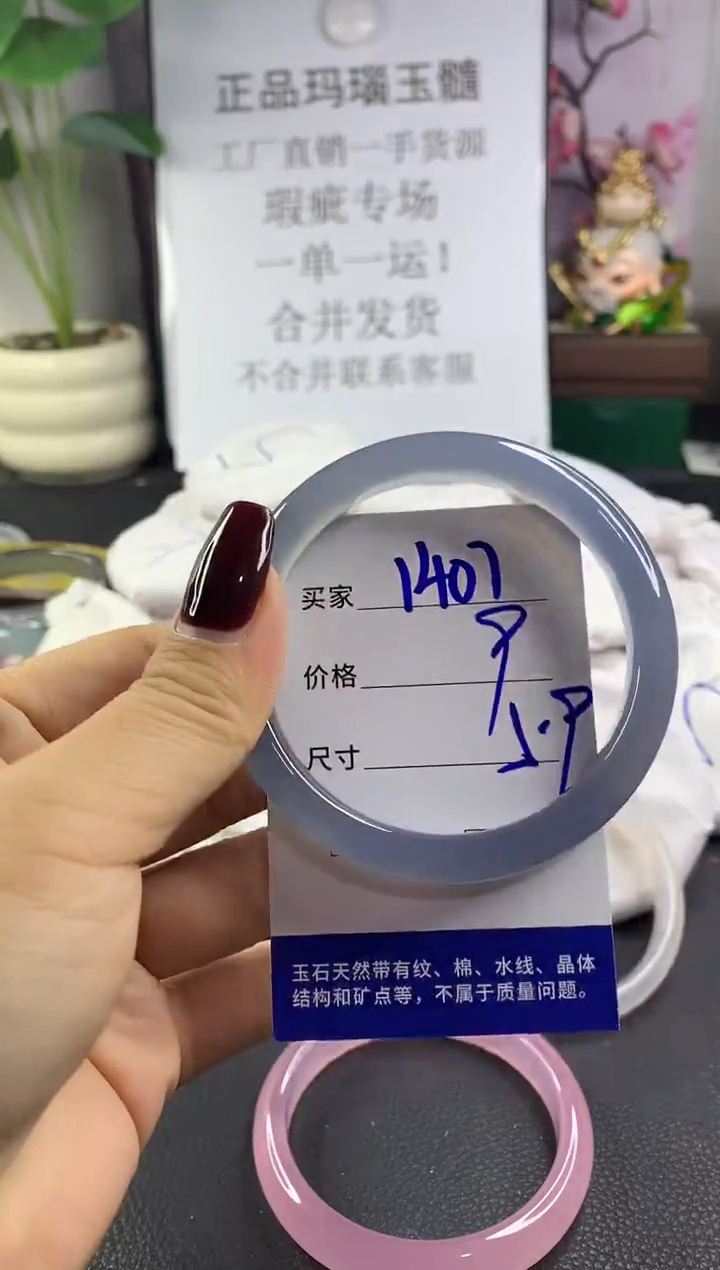 正品玛瑙玉髓
工厂直销一手货源
瑕疵专场
一单一运！
合并发货
不合并联系客服
买家 1407
价格 9
尺寸 5.9
玉石天然带有纹、棉、水线、晶体
结构和矿点等，不属于质量问题。